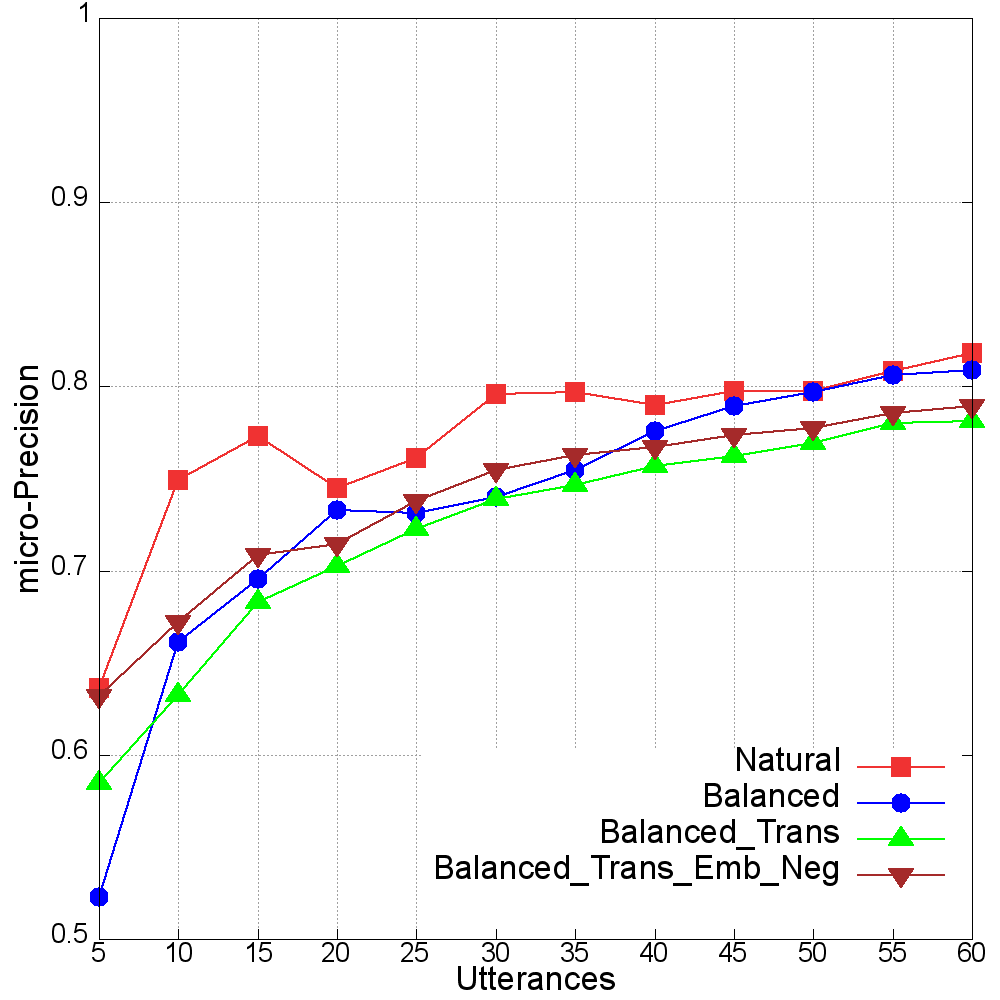 1
0.9
0.8
0.7
0.6
0.5
micro-Precision
5 10 15 20 25 30 35 40 45 50 55 60
Utterances
Natural
Balanced
Balanced_Trans
Balanced_Trans_Emb_Neg